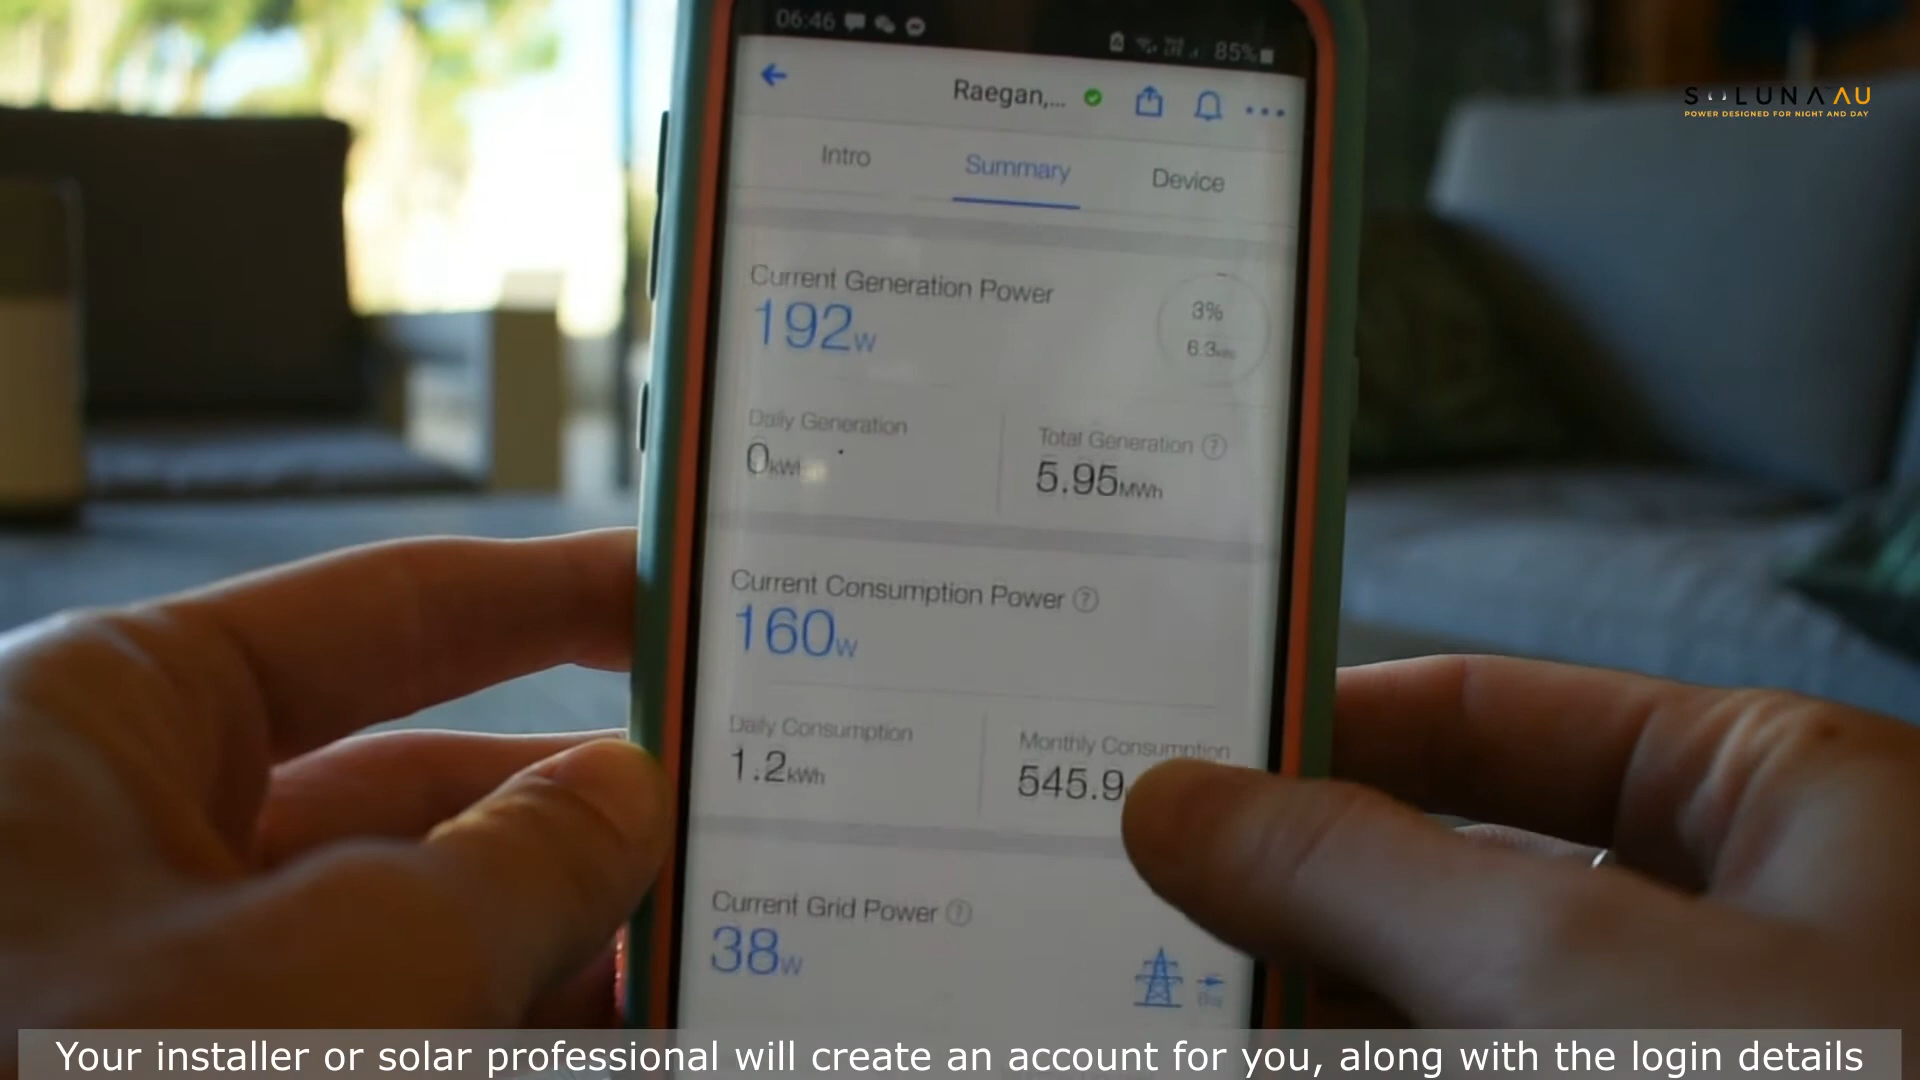 06:46
85%
SOLUNA AU
POWER DESIGNED FOR NIGHT AND DAY
Raegan,...
Intro
Summary
Device
Current Generation Power
192W
3%
6.3
Daily Generation
Total Generation ?
0kWh
5.95MWh
Current Consumption Power ?
160W
Daily Consumption
Monthly Consumption
1.2kWh
545.9
Current Grid Power ?
38W
Your installer or solar professional will create an account for you, along with the login details